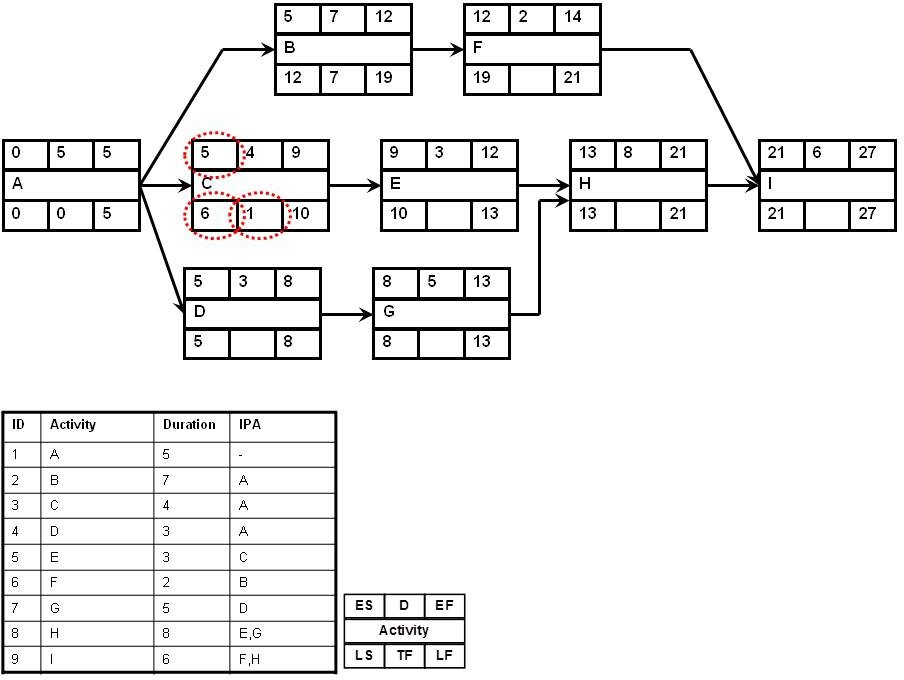 5 7 12
B
12 7 19
12 2 14
F
19 21
0 5 5
A
0 0 5
5 4 9
C
6 1 10
9 3 12
E
10 13
13 8 21
H
13 21
21 6 27
I
21 27
5 3 8
D
5 8
8 5 13
G
8 13
ID Activity Duration IPA
1 A 5 -
2 B 7 A
3 C 4 A
4 D 3 A
5 E 3 C
6 F 2 B
7 G 5 D
8 H 8 E,G
9 I 6 F,H
ES D EF
Activity
LS TF LF